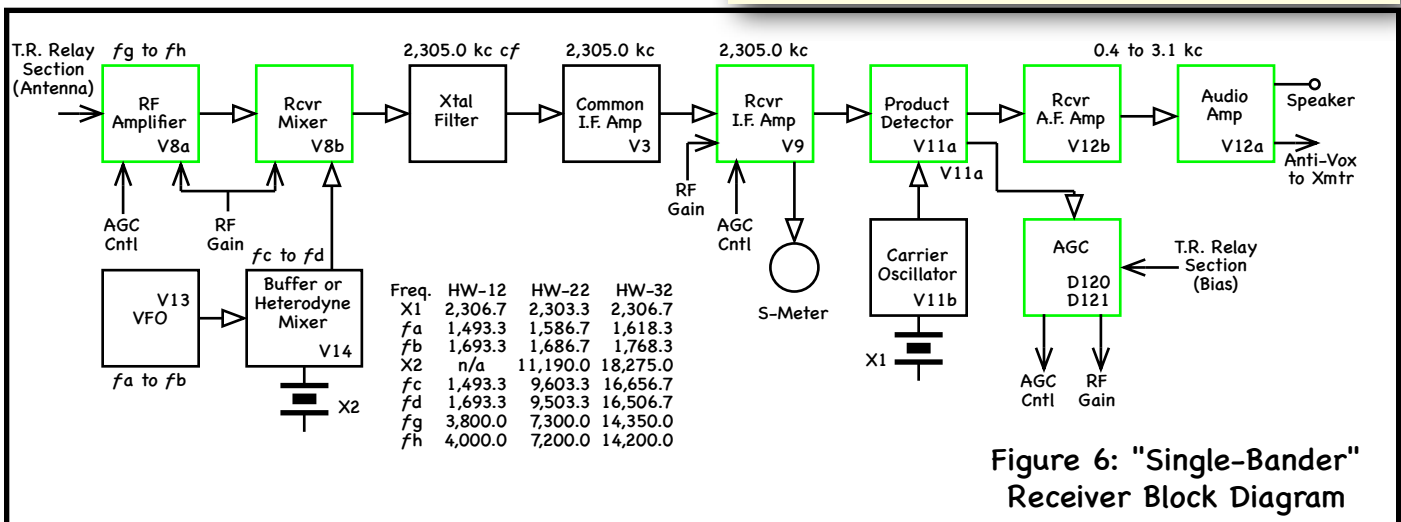 T.R. Relay
Section
(Antenna)
fg to fh
RF
Amplifier
V8a
AGC
Cntl
RF
Gain
Rcvr
Mixer
V8b
2,305.0 kc cf
Xtal
Filter
2,305.0 kc
Common
I.F. Amp
V3
2,305.0 kc
Rcvr
I.F. Amp
V9
RF
Gain
AGC
Cntl
S-Meter
Product
Detector
V11a
V11a
0.4 to 3.1 kc
Rcvr
A.F. Amp
V12b
Audio
Amp
V12a
Speaker
Anti-Vox
to Xmtr
V13
VFO
fa to fb
fc to fd
Buffer or
Heterodyne
Mixer
V14
X2
Freq. HW-12 HW-22 HW-32
X1 2,306.7 2,303.3 2,306.7
fa 1,493.3 1,586.7 1,618.3
fb 1,693.3 1,686.7 1,768.3
X2 n/a 11,190.0 18,275.0
fc 1,493.3 9,603.3 16,656.7
fd 1,693.3 9,503.3 16,506.7
fg 3,800.0 7,300.0 14,350.0
fh 4,000.0 7,200.0 14,200.0
Carrier
Oscillator
V11b
X1
AGC
D120
D121
T.R. Relay
Section
(Bias)
AGC
Cntl
RF
Gain
Figure 6: "Single-Bander"
Receiver Block Diagram